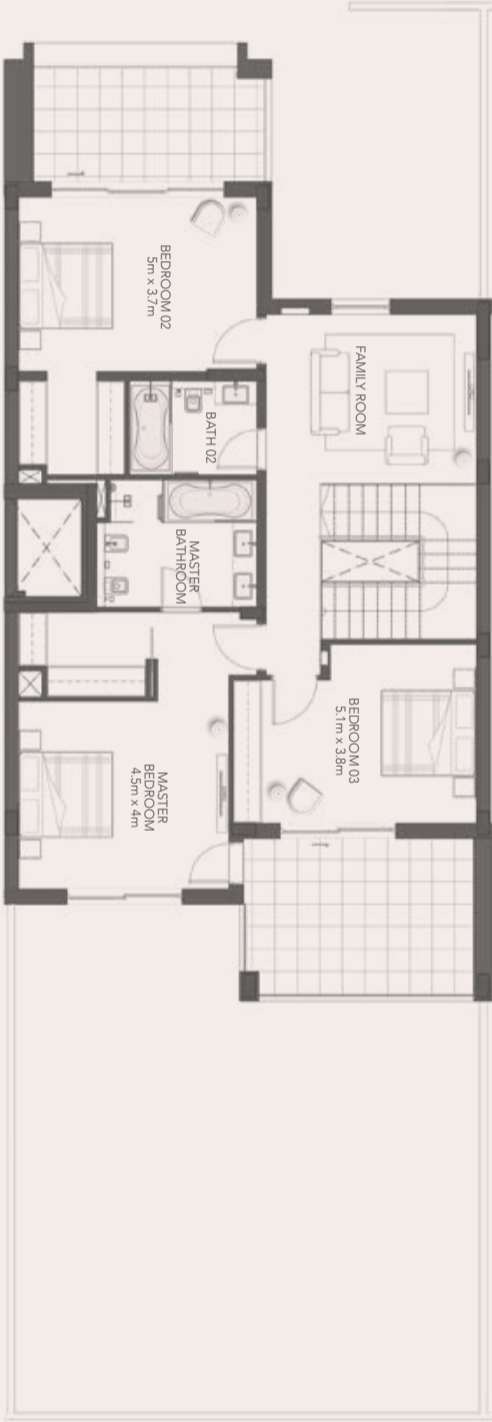 BEDROOM 02
5m x 3.7m
FAMILY ROOM
BATH 02
MASTER
BATHROOM
BEDROOM 03
5.1m x 3.8m
MASTER
BEDROOM
4.5m x 4m